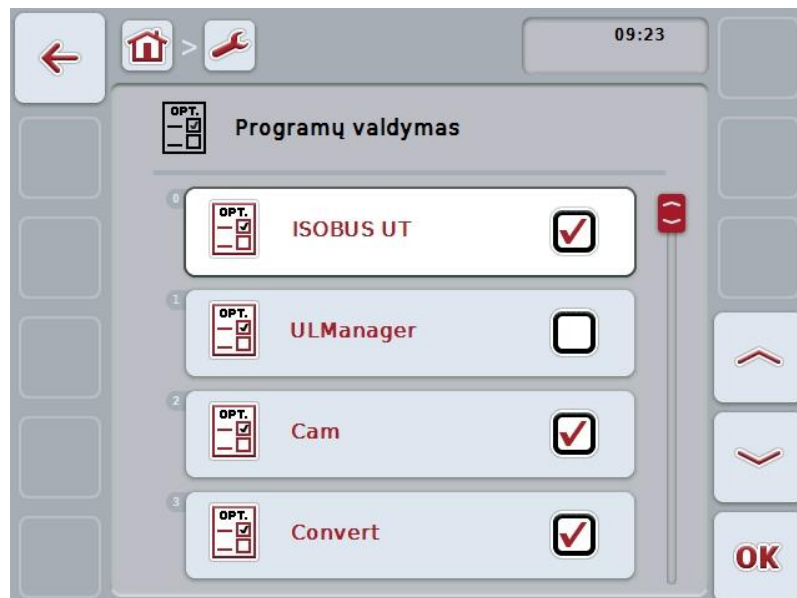 >
09:23
OPT.
Programų valdymas
0
OPT.
ISOBUS UT
1
OPT.
ULManager
2
OPT.
Cam
3
OPT.
Convert
OK